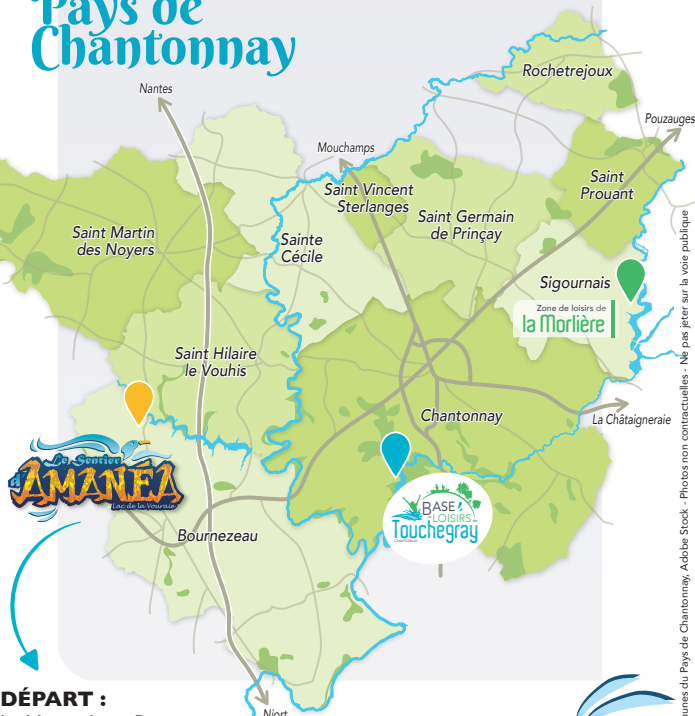 Pays de
Chantonnay
Nantes
Rochetrejoux
Pouzauges
Mouchamps
Saint
Prouant
Saint Vincent
Sterlanges
Saint Germain
de Prinçay
Saint Martin
des Noyers
Sainte
Cécile
Sigournais
Zone de loisirs de
la Morlière
Saint Hilaire
le Vouhis
Chantonnay
La Châtaigneraie
Le Sentier
d'AMANÉA
Lac de la Vouraie
BASE
LOISIRS DE
Touchegray
CHANTONNAY
Bournezeau
DÉPART :
Niort
unes du Pays de Chantonnay, Adobe Stock - Photos non contractuelles - Ne pas jeter sur la voie publique